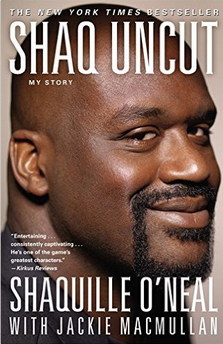 THE NEW YORK TIMES BESTSELLER
SHAQ UNCUT
MY STORY
"Entertaining . . .
consistently captivating . . .
He's one of the game's
greatest characters."
— Kirkus Reviews
SHAQUILLE O'NEAL
WITH JACKIE MACMULLAN